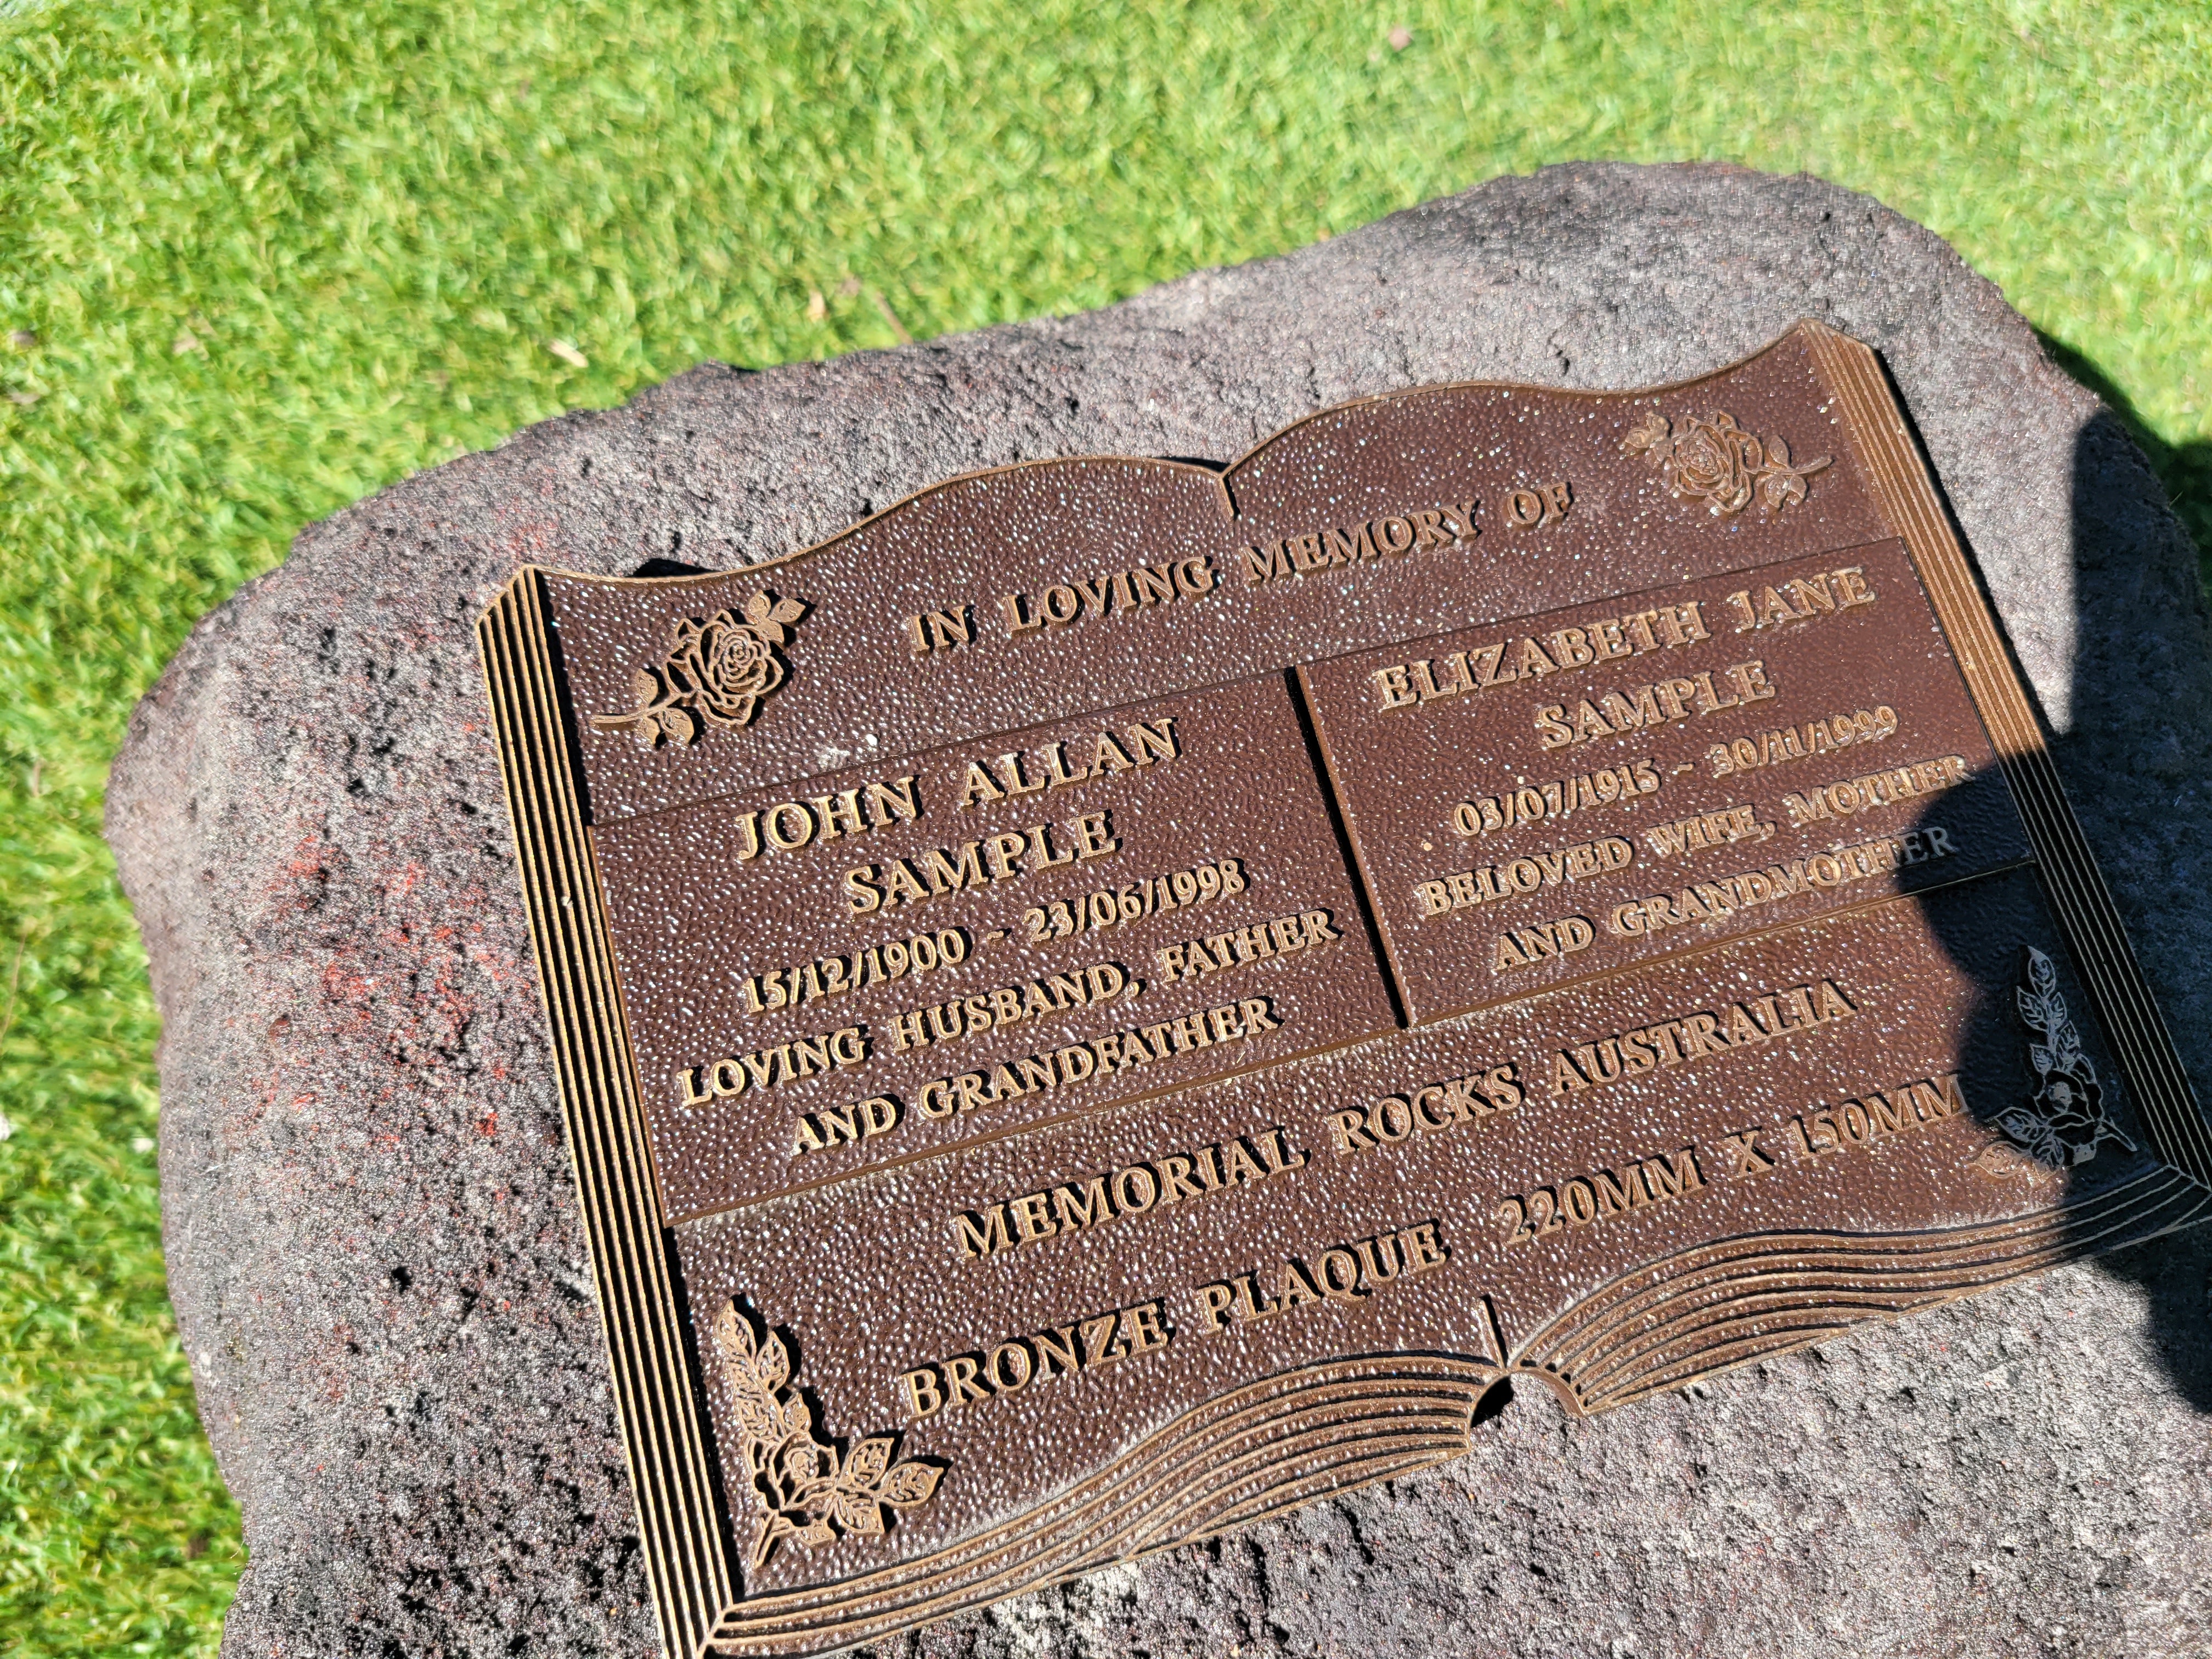 IN LOVING MEMORY OF
JOHN ALLAN
SAMPLE
15/12/1900 - 23/06/1998
LOVING HUSBAND, FATHER
AND GRANDFATHER
ELIZABETH JANE
SAMPLE
03/07/1915 - 30/11/1999
BELOVED WIFE, MOTHER
AND GRANDMOTHER
MEMORIAL ROCKS AUSTRALIA
BRONZE PLAQUE 220MM X 150MM